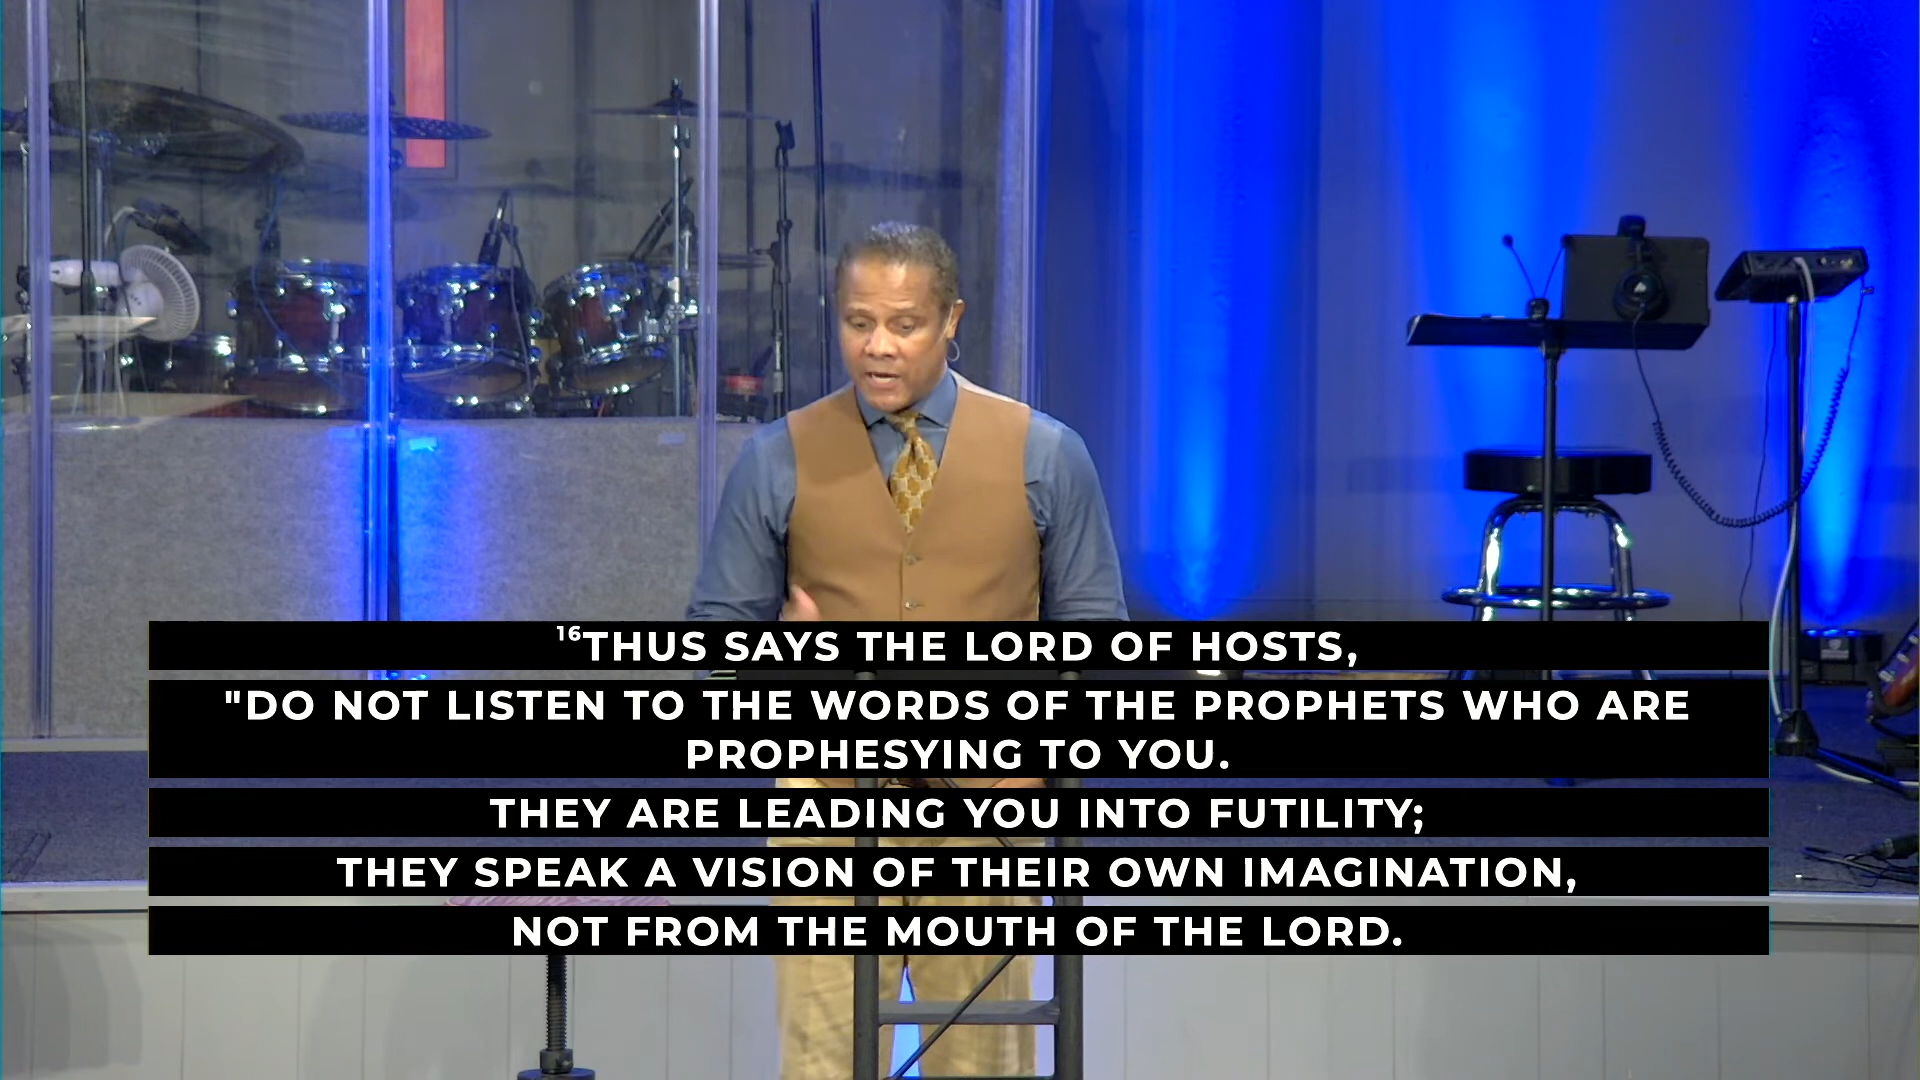 ¹⁶THUS SAYS THE LORD OF HOSTS,
"DO NOT LISTEN TO THE WORDS OF THE PROPHETS WHO ARE
PROPHESYING TO YOU.
THEY ARE LEADING YOU INTO FUTILITY;
THEY SPEAK A VISION OF THEIR OWN IMAGINATION,
NOT FROM THE MOUTH OF THE LORD.